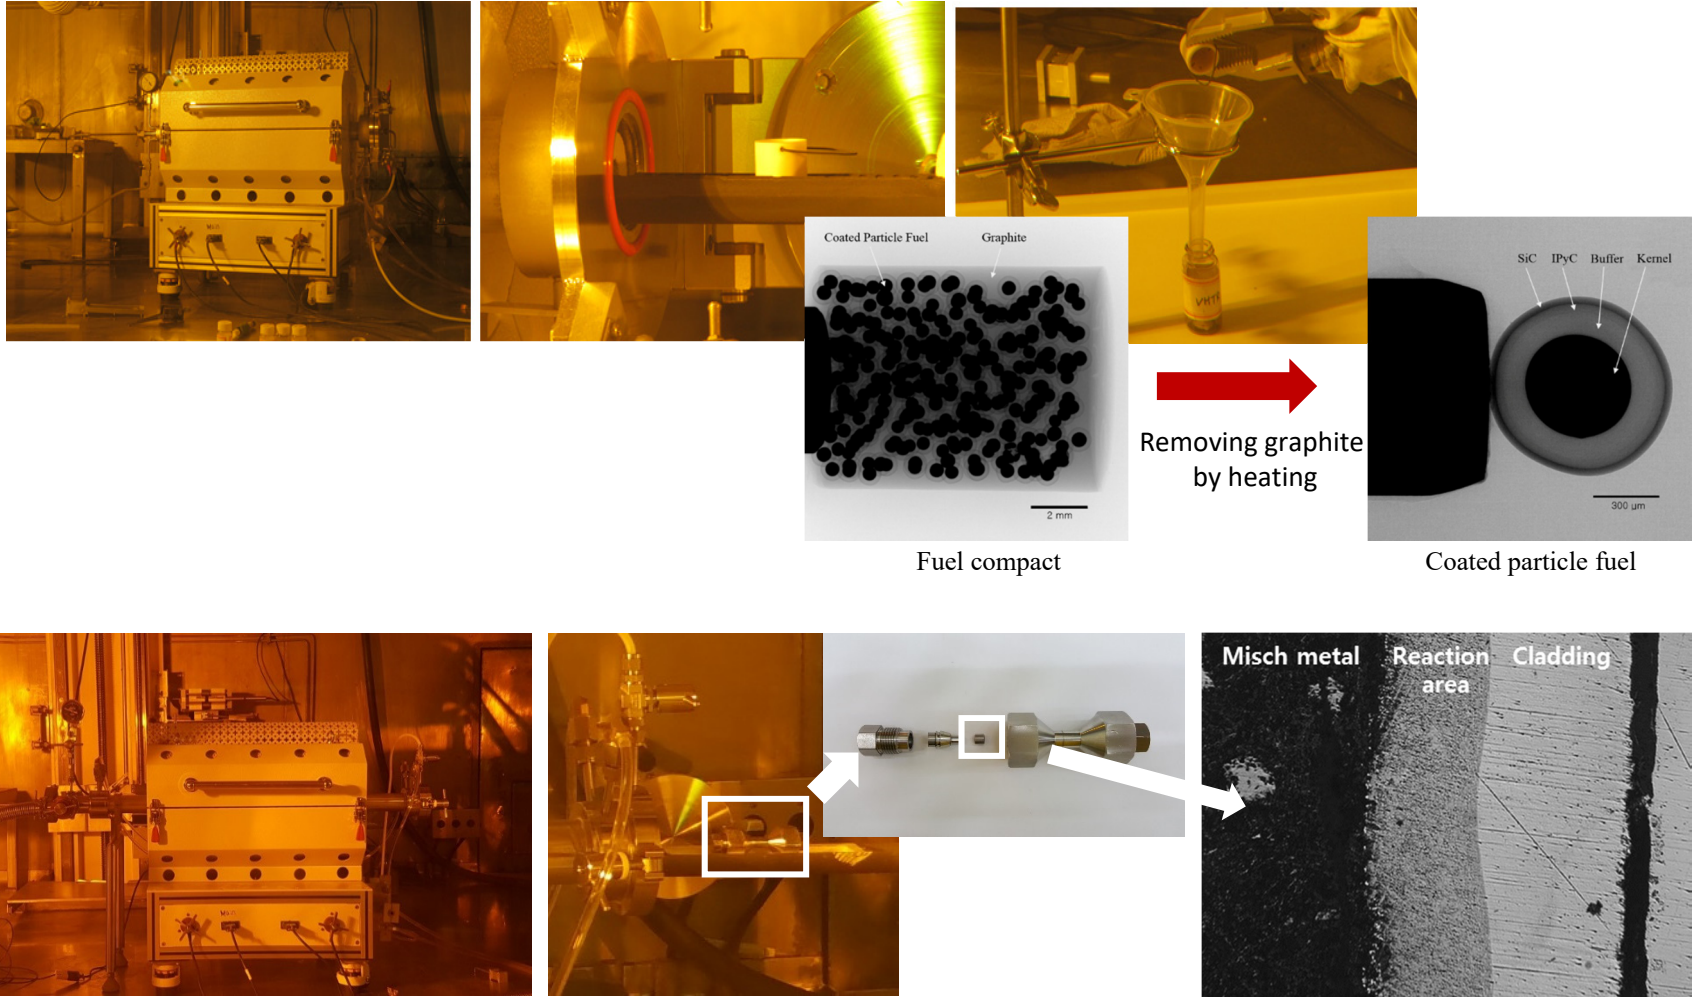 Coated Particle Fuel
Graphite
2 mm
VHTR
SiC IPyC Buffer Kernel
300 µm
Removing graphite
by heating
Fuel compact
Coated particle fuel
Misch metal
Reaction
area
Cladding